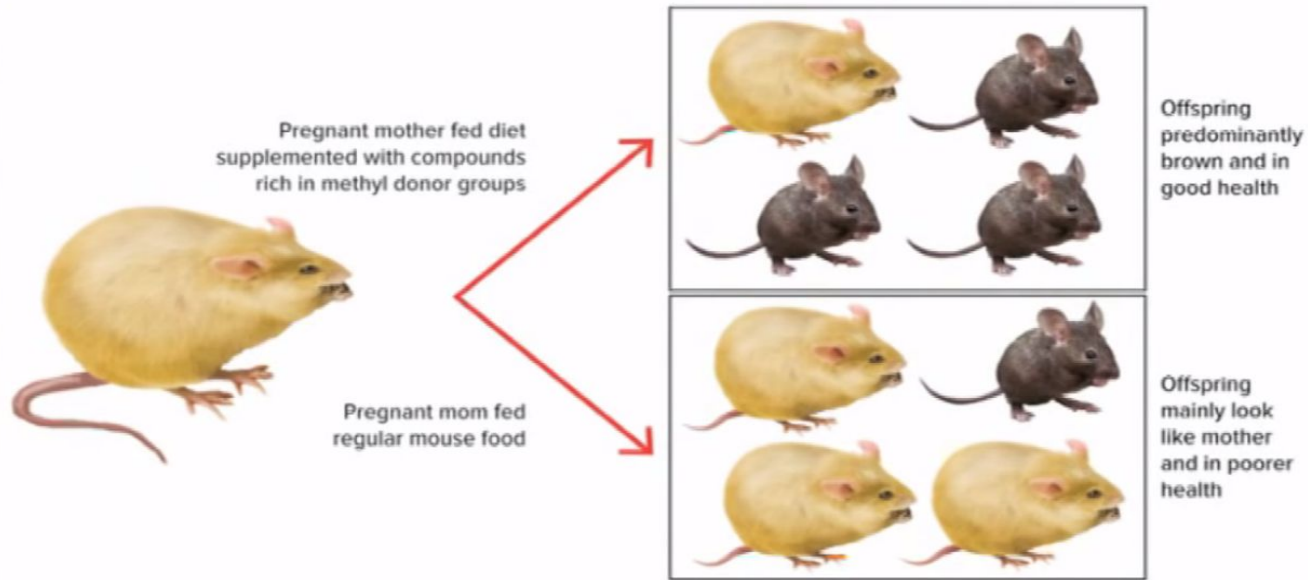 Pregnant mother fed diet
supplemented with compounds
rich in methyl donor groups
Offspring
predominantly
brown and in
good health
Pregnant mom fed
regular mouse food
Offspring
mainly look
like mother
and in poorer
health